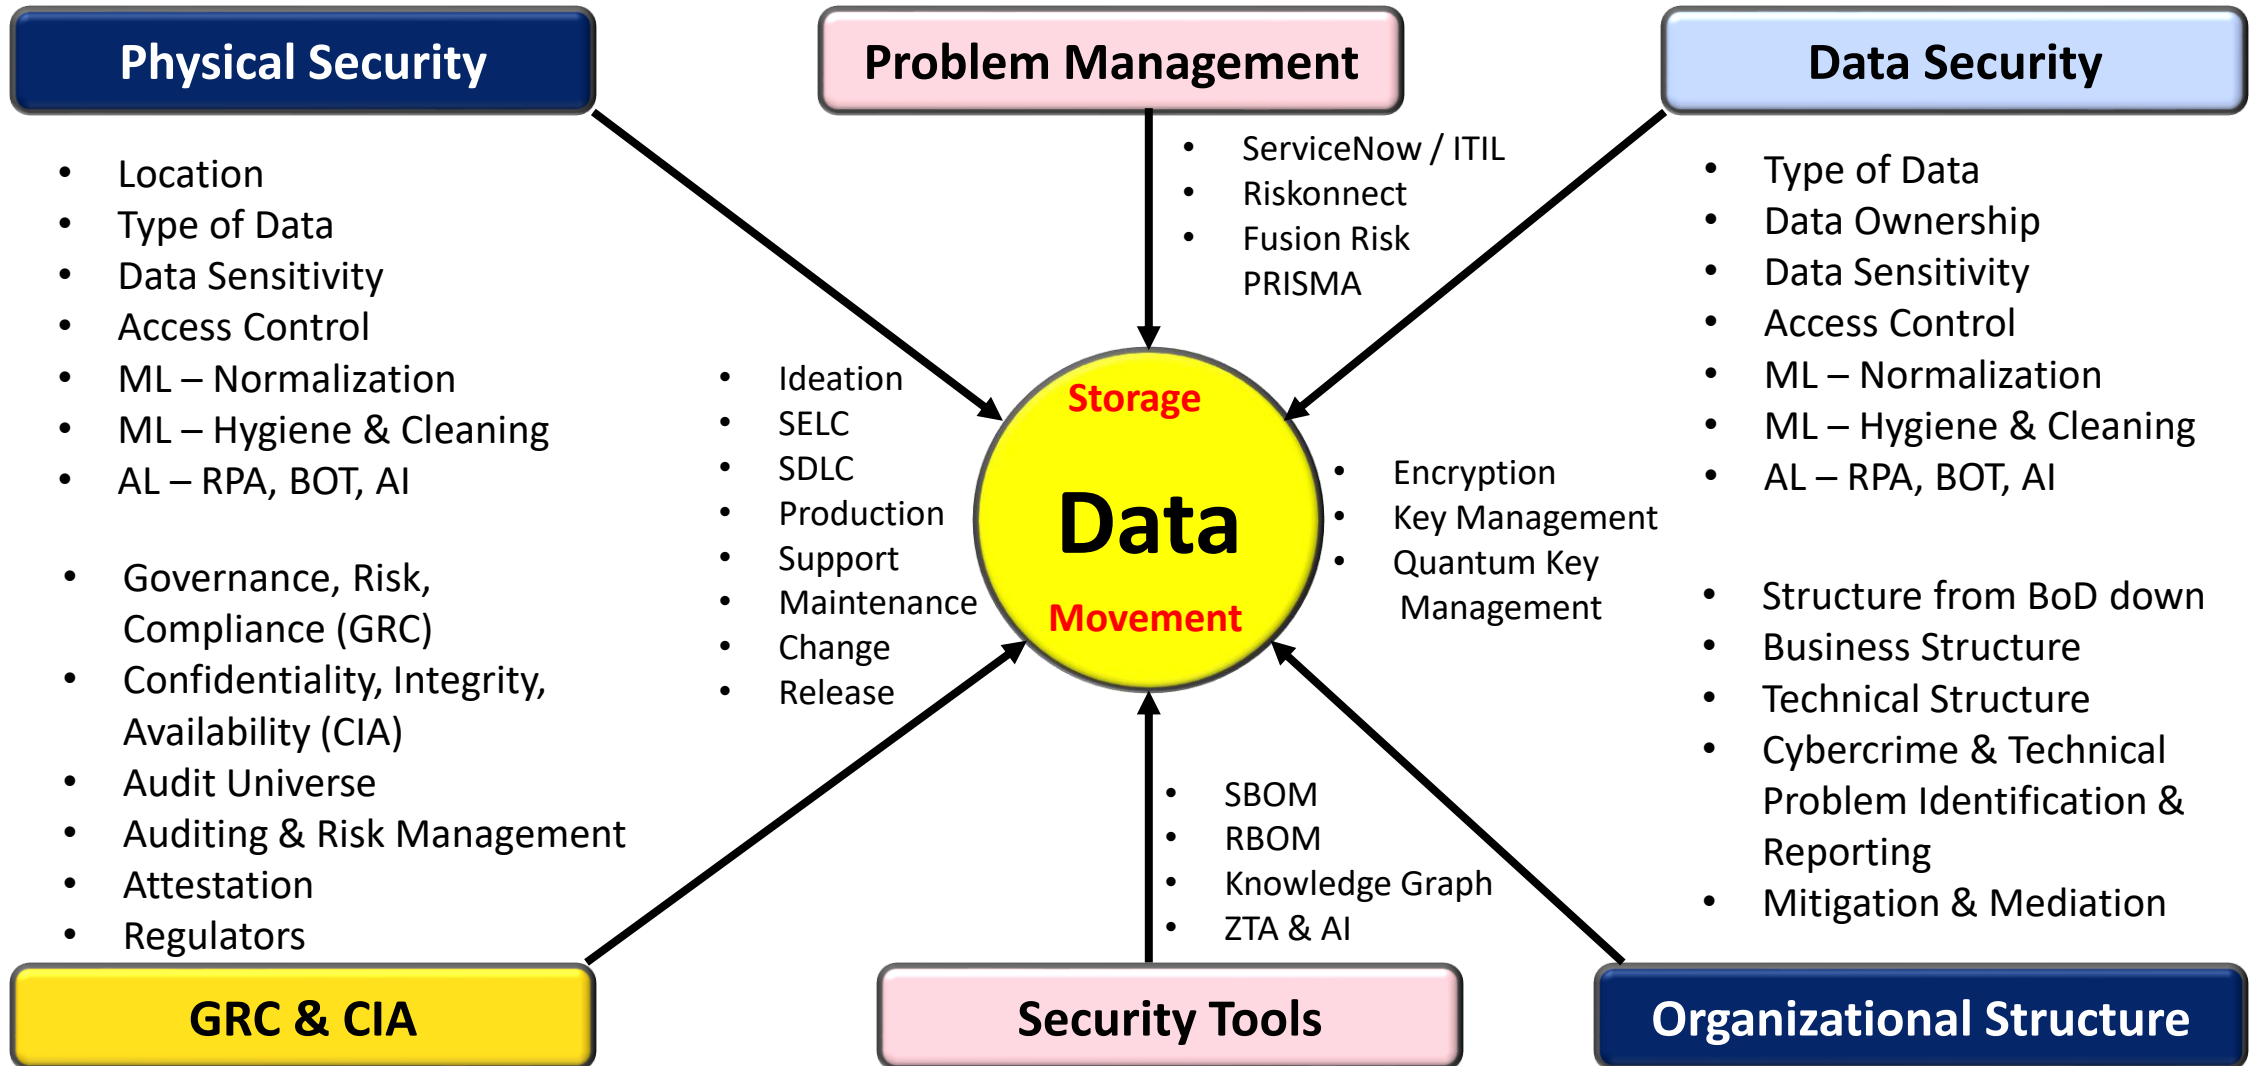 Physical Security
Problem Management
Data Security
• Location
• Type of Data
• Data Sensitivity
• Access Control
• ML – Normalization
• ML – Hygiene & Cleaning
• AL – RPA, BOT, AI
• ServiceNow / ITIL
• Riskonnect
• Fusion Risk
PRISMA
• Type of Data
• Data Ownership
• Data Sensitivity
• Access Control
• ML – Normalization
• ML – Hygiene & Cleaning
• AL – RPA, BOT, AI
• Ideation
• SELC
• SDLC
• Production
• Support
• Maintenance
• Change
• Release
Storage
Data
Movement
• Encryption
• Key Management
• Quantum Key
Management
• Governance, Risk,
Compliance (GRC)
• Confidentiality, Integrity,
Availability (CIA)
• Audit Universe
• Auditing & Risk Management
• Attestation
• Regulators
• SBOM
• RBOM
• Knowledge Graph
• ZTA & AI
• Structure from BoD down
• Business Structure
• Technical Structure
• Cybercrime & Technical
Problem Identification &
Reporting
• Mitigation & Mediation
GRC & CIA
Security Tools
Organizational Structure